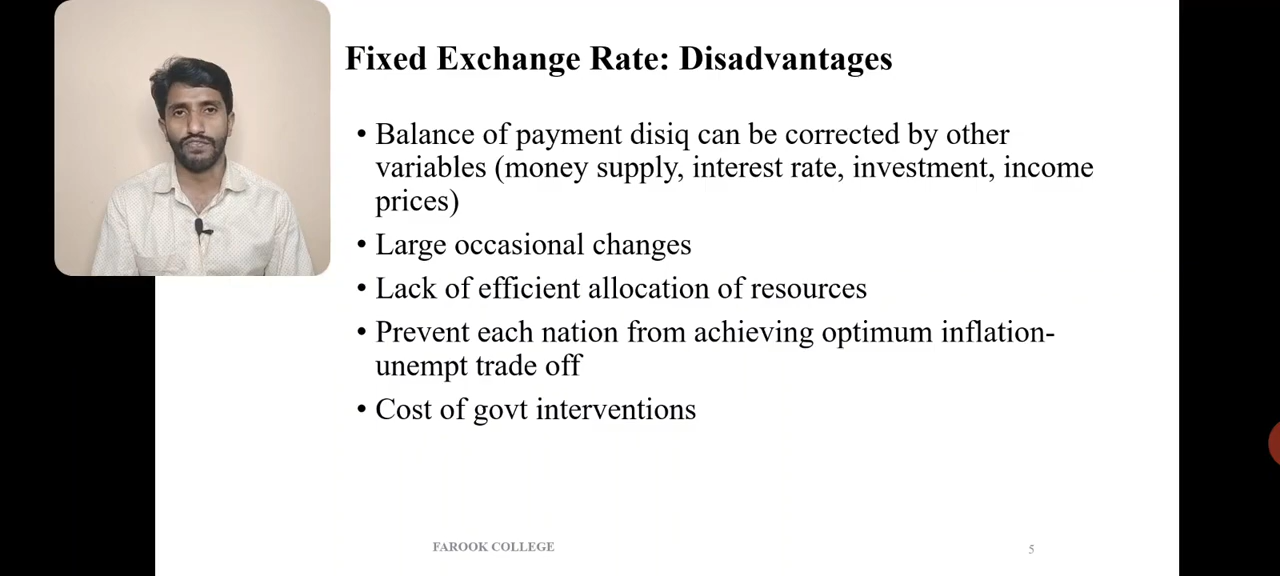 Fixed Exchange Rate: Disadvantages
• Balance of payment disiq can be corrected by other
variables (money supply, interest rate, investment, income
prices)
• Large occasional changes
• Lack of efficient allocation of resources
• Prevent each nation from achieving optimum inflation-
unempt trade off
• Cost of govt interventions
FAROOK COLLEGE
5